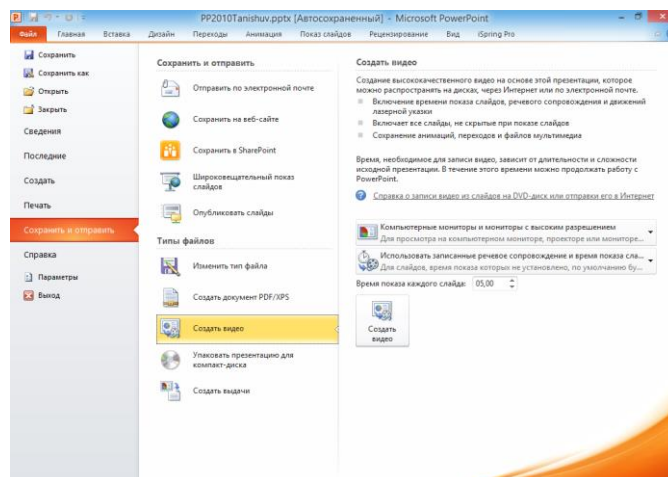 PP2010Tanishuv.pptx [Автосохраненный] - Microsoft PowerPoint
Файл Главная Вставка Дизайн Переходы Анимация Показ слайдов Рецензирование Вид iSpring Pro
Сохранить
Сохранить как
Открыть
Закрыть
Сведения
Последние
Создать
Печать
Сохранить и отправить
Справка
Параметры
Выход
Сохранить и отправить
Отправить по электронной почте
Сохранить на веб-сайте
Сохранить в SharePoint
Широковещательный показ
слайдов
Опубликовать слайды
Типы файлов
Изменить тип файла
Создать документ PDF/XPS
Создать видео
Упаковать презентацию для
компакт-диска
Создать выдачи
Создать видео
Создание высококачественного видео на основе этой презентации, которое
можно распространять на дисках, через Интернет или по электронной почте.
Включение времени показа слайдов, речевого сопровождения и движений
лазерной указки
Включает все слайды, не скрытые при показе слайдов
Сохранение анимаций, переходов и файлов мультимедиа
Время, необходимое для записи видео, зависит от длительности и сложности
исходной презентации. В течение этого времени можно продолжать работу с
PowerPoint.
Справка о записи видео из слайдов на DVD-диск или отправки его в Интернет
Компьютерные мониторы и мониторы с высоким разрешением
Для просмотра на компьютерном мониторе, проекторе или мониторе...
Использовать записанные речевое сопровождение и время показа сла...
Для слайдов, время показа которых не установлено, по умолчанию бу...
Время показа каждого слайда: 05,00
Создать
видео